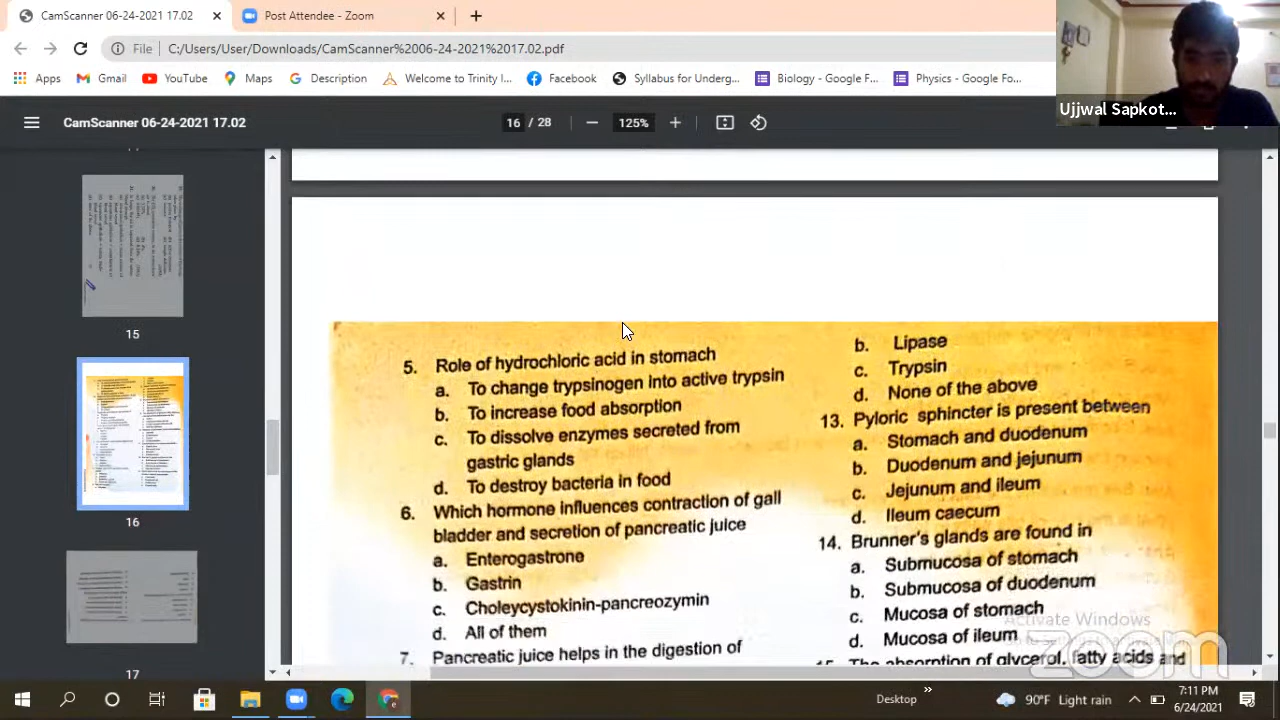 CamScanner 06-24-2021 17.02
Post Attendee - Zoom
File
C:/Users/User/Downloads/CamScanner%2006-24-2021%2017.02.pdf
Apps
Gmail
YouTube
Maps
Description
Welcome to Trinity I...
Facebook
Syllabus for Underg...
Biology - Google F...
Physics - Google Fo...
Ujjwal Sapkot...
CamScanner 06-24-2021 17.02
16 / 28
125%
15
16
17
5. Role of hydrochloric acid in stomach
a. To change trypsinogen into active trypsin
b. To increase food absorption
c. To dissolve enzymes secreted from
gastric glands
d. To destroy bacteria in food
6. Which hormone influences contraction of gall
bladder and secretion of pancreatic juice
a. Enterogastrone
b. Gastrin
c. Choleycystokinin-pancreozymin
d. All of them
7. Pancreatic juice helps in the digestion of
b. Lipase
c. Trypsin
d. None of the above
13. Pyloric sphincter is present between
a. Stomach and duodenum
b. Duodenum and jejunum
c. Jejunum and ileum
d. Ileum caecum
14. Brunner's glands are found in
a. Submucosa of stomach
b. Submucosa of duodenum
c. Mucosa of stomach
d. Mucosa of ileum
15. The absorption of glycerol, fatty acids and
Activate Windows
zoom
Desktop
90°F Light rain
7:11 PM
6/24/2021